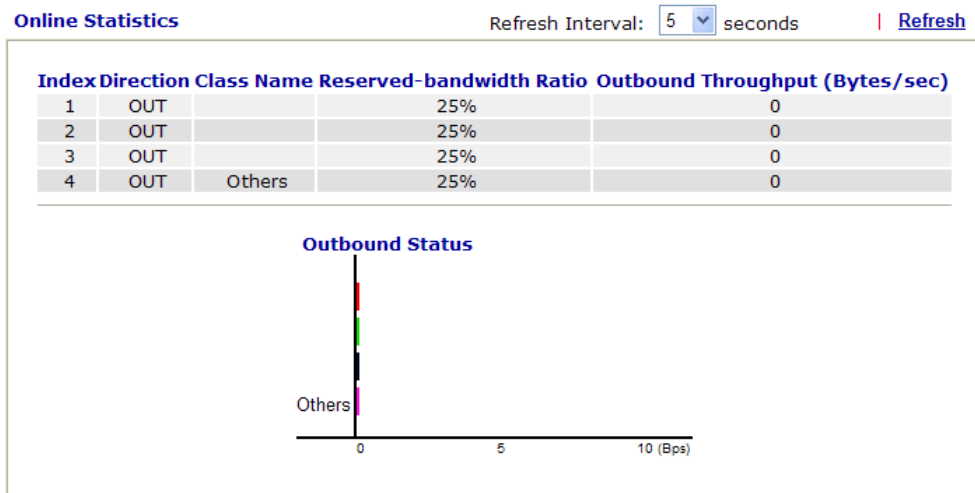 Online Statistics Refresh Interval: 5 seconds | Refresh
Index Direction Class Name Reserved-bandwidth Ratio Outbound Throughput (Bytes/sec)
1 OUT 25% 0
2 OUT 25% 0
3 OUT 25% 0
4 OUT Others 25% 0
Outbound Status
Others
0 5 10 (Bps)